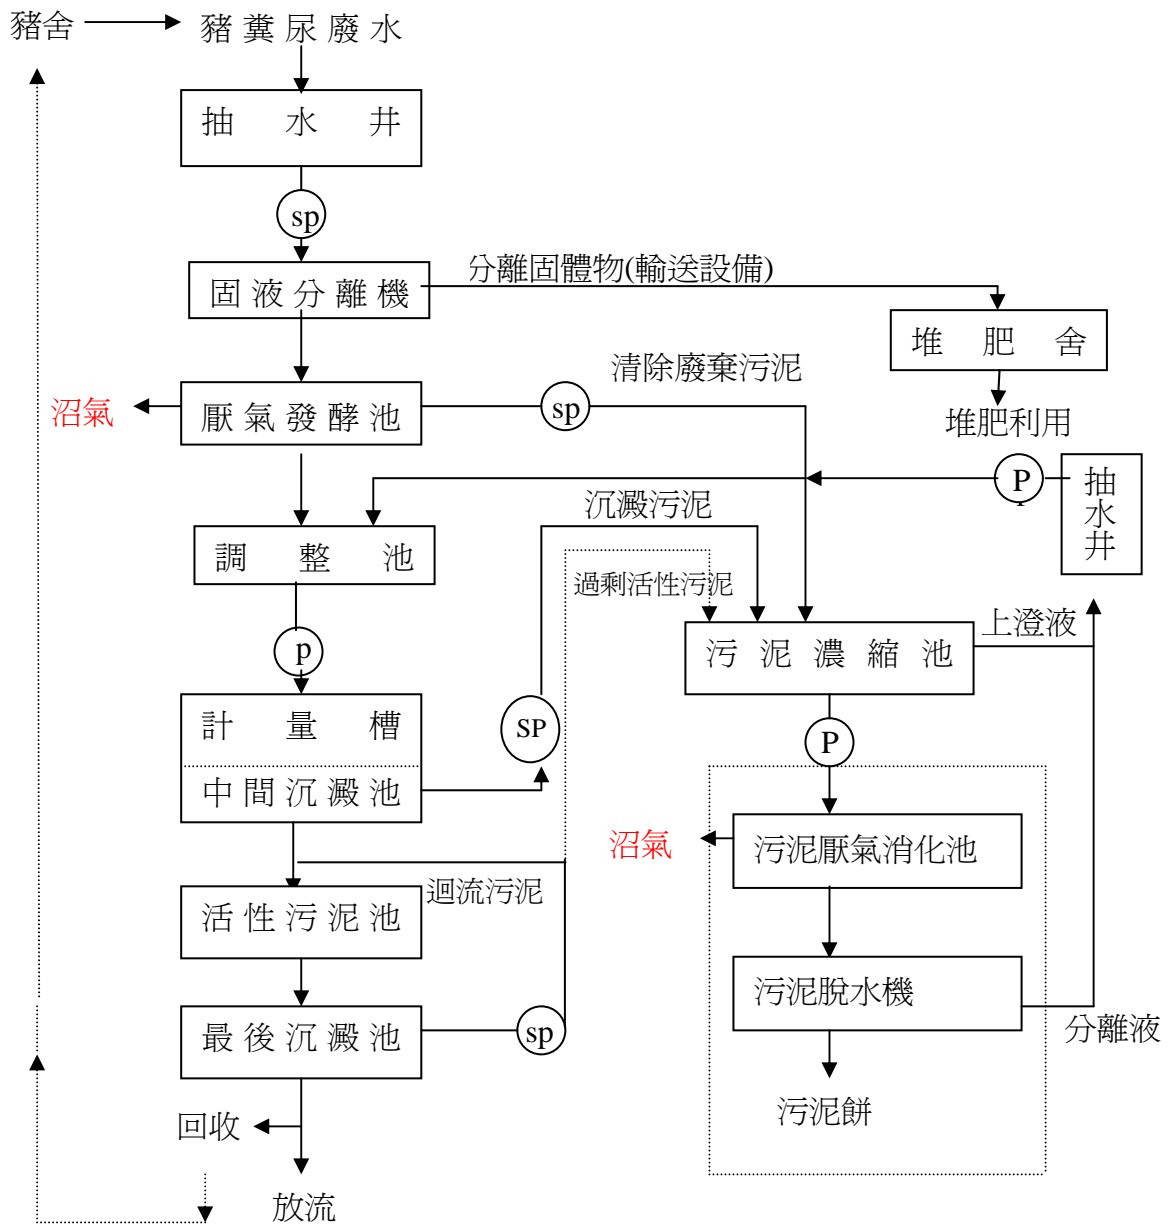 豬舍
豬糞尿廢水
抽水井
sp
固液分離機
分離固體物(輸送設備)
堆肥舍
堆肥利用
清除廢棄污泥
沼氣
厭氣發酵池
sp
P
抽水井
沉澱污泥
調整池
過剩活性污泥
污泥濃縮池
上澄液
p
計量槽
SP
P
中間沉澱池
沼氣
污泥厭氣消化池
迴流污泥
活性污泥池
污泥脫水機
最後沉澱池
sp
分離液
污泥餅
回收
放流